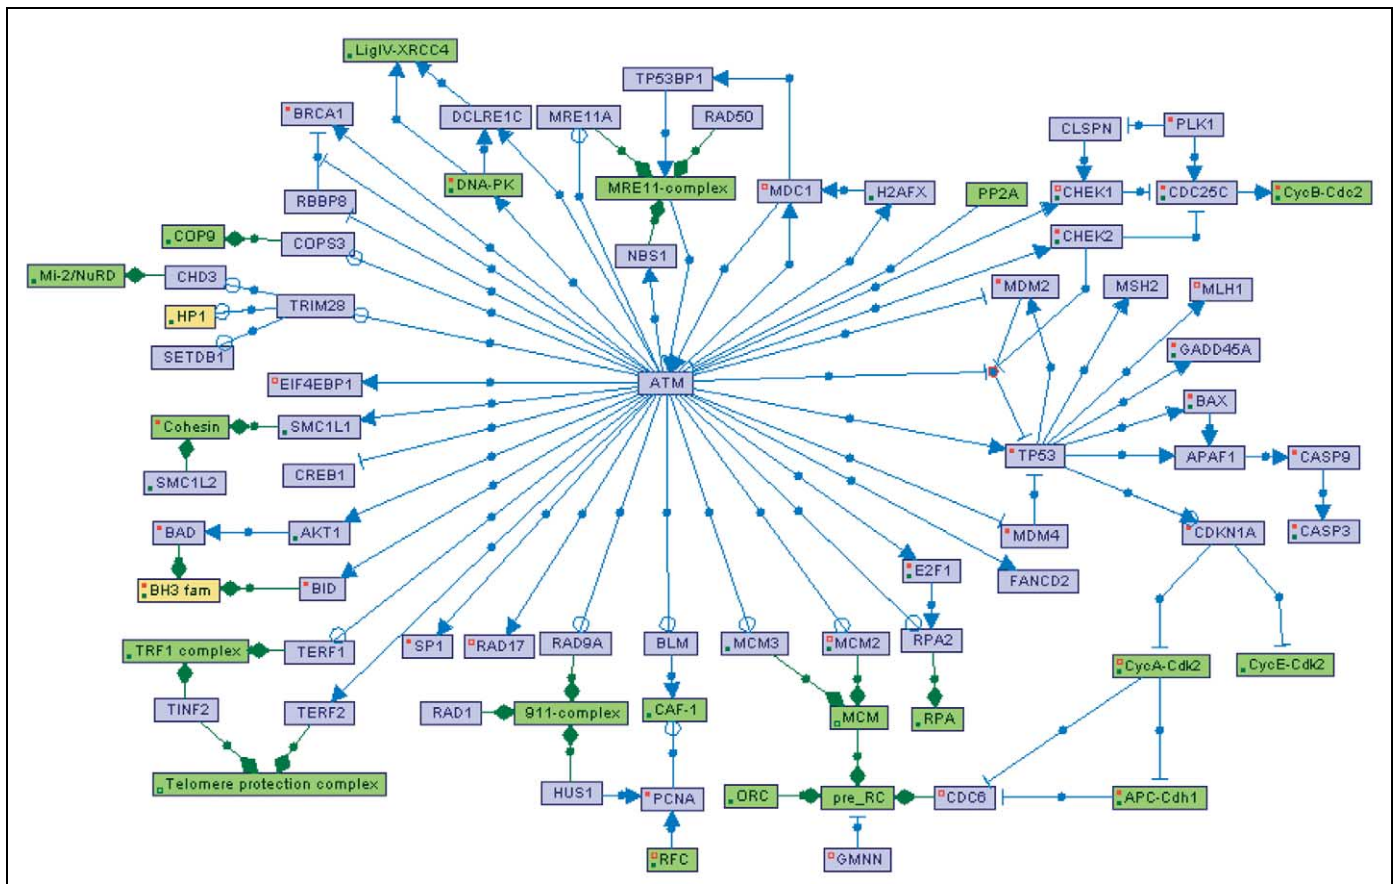 LigIV-XRCC4
TP53BP1
BRCA1
DCLRE1C
MRE11A
RAD50
CLSPN
PLK1
DNA-PK
MRE11-complex
MDC1
H2AFX
PP2A
CHEK1
CDC25C
CycB-Cdc2
RBBP8
COP9
COPS3
NBS1
CHEK2
Mi-2/NuRD
CHD3
MDM2
MSH2
MLH1
HP1
TRIM28
SETDB1
GADD45A
EIF4EBP1
ATM
BAX
Cohesin
SMC1L1
TP53
APAF1
CASP9
SMC1L2
CREB1
BAD
AKT1
MDM4
CDKN1A
CASP3
BH3 fam
BID
E2F1
FANCD2
TRF1 complex
TERF1
SP1
RAD17
RAD9A
BLM
MCM3
MCM2
RPA2
CycA-Cdk2
CycE-Cdk2
TINF2
TERF2
RAD1
911-complex
CAF-1
MCM
RPA
Telomere protection complex
HUS1
PCNA
ORC
pre_RC
CDC6
APC-Cdh1
RFC
GMNN